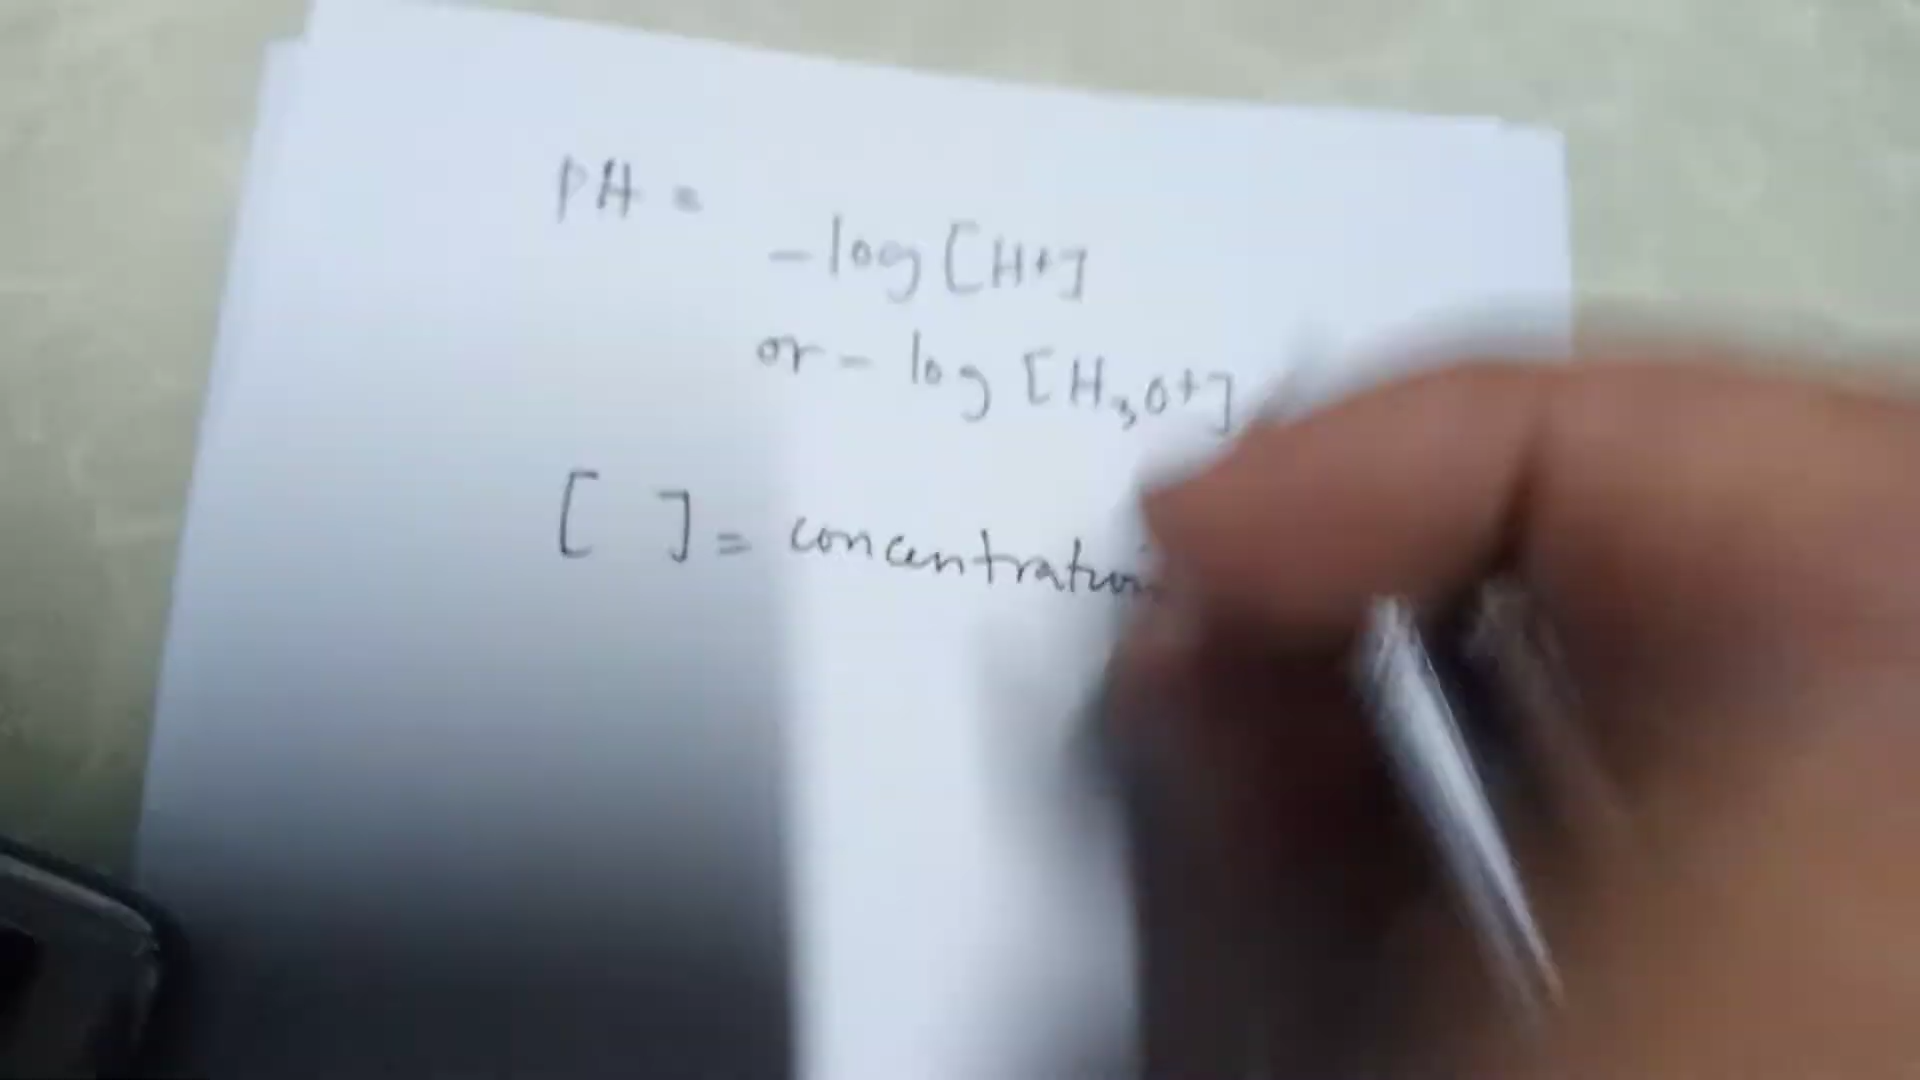 PH =
- log [H+]
or - log [H₃O+]
[ ] = concentration